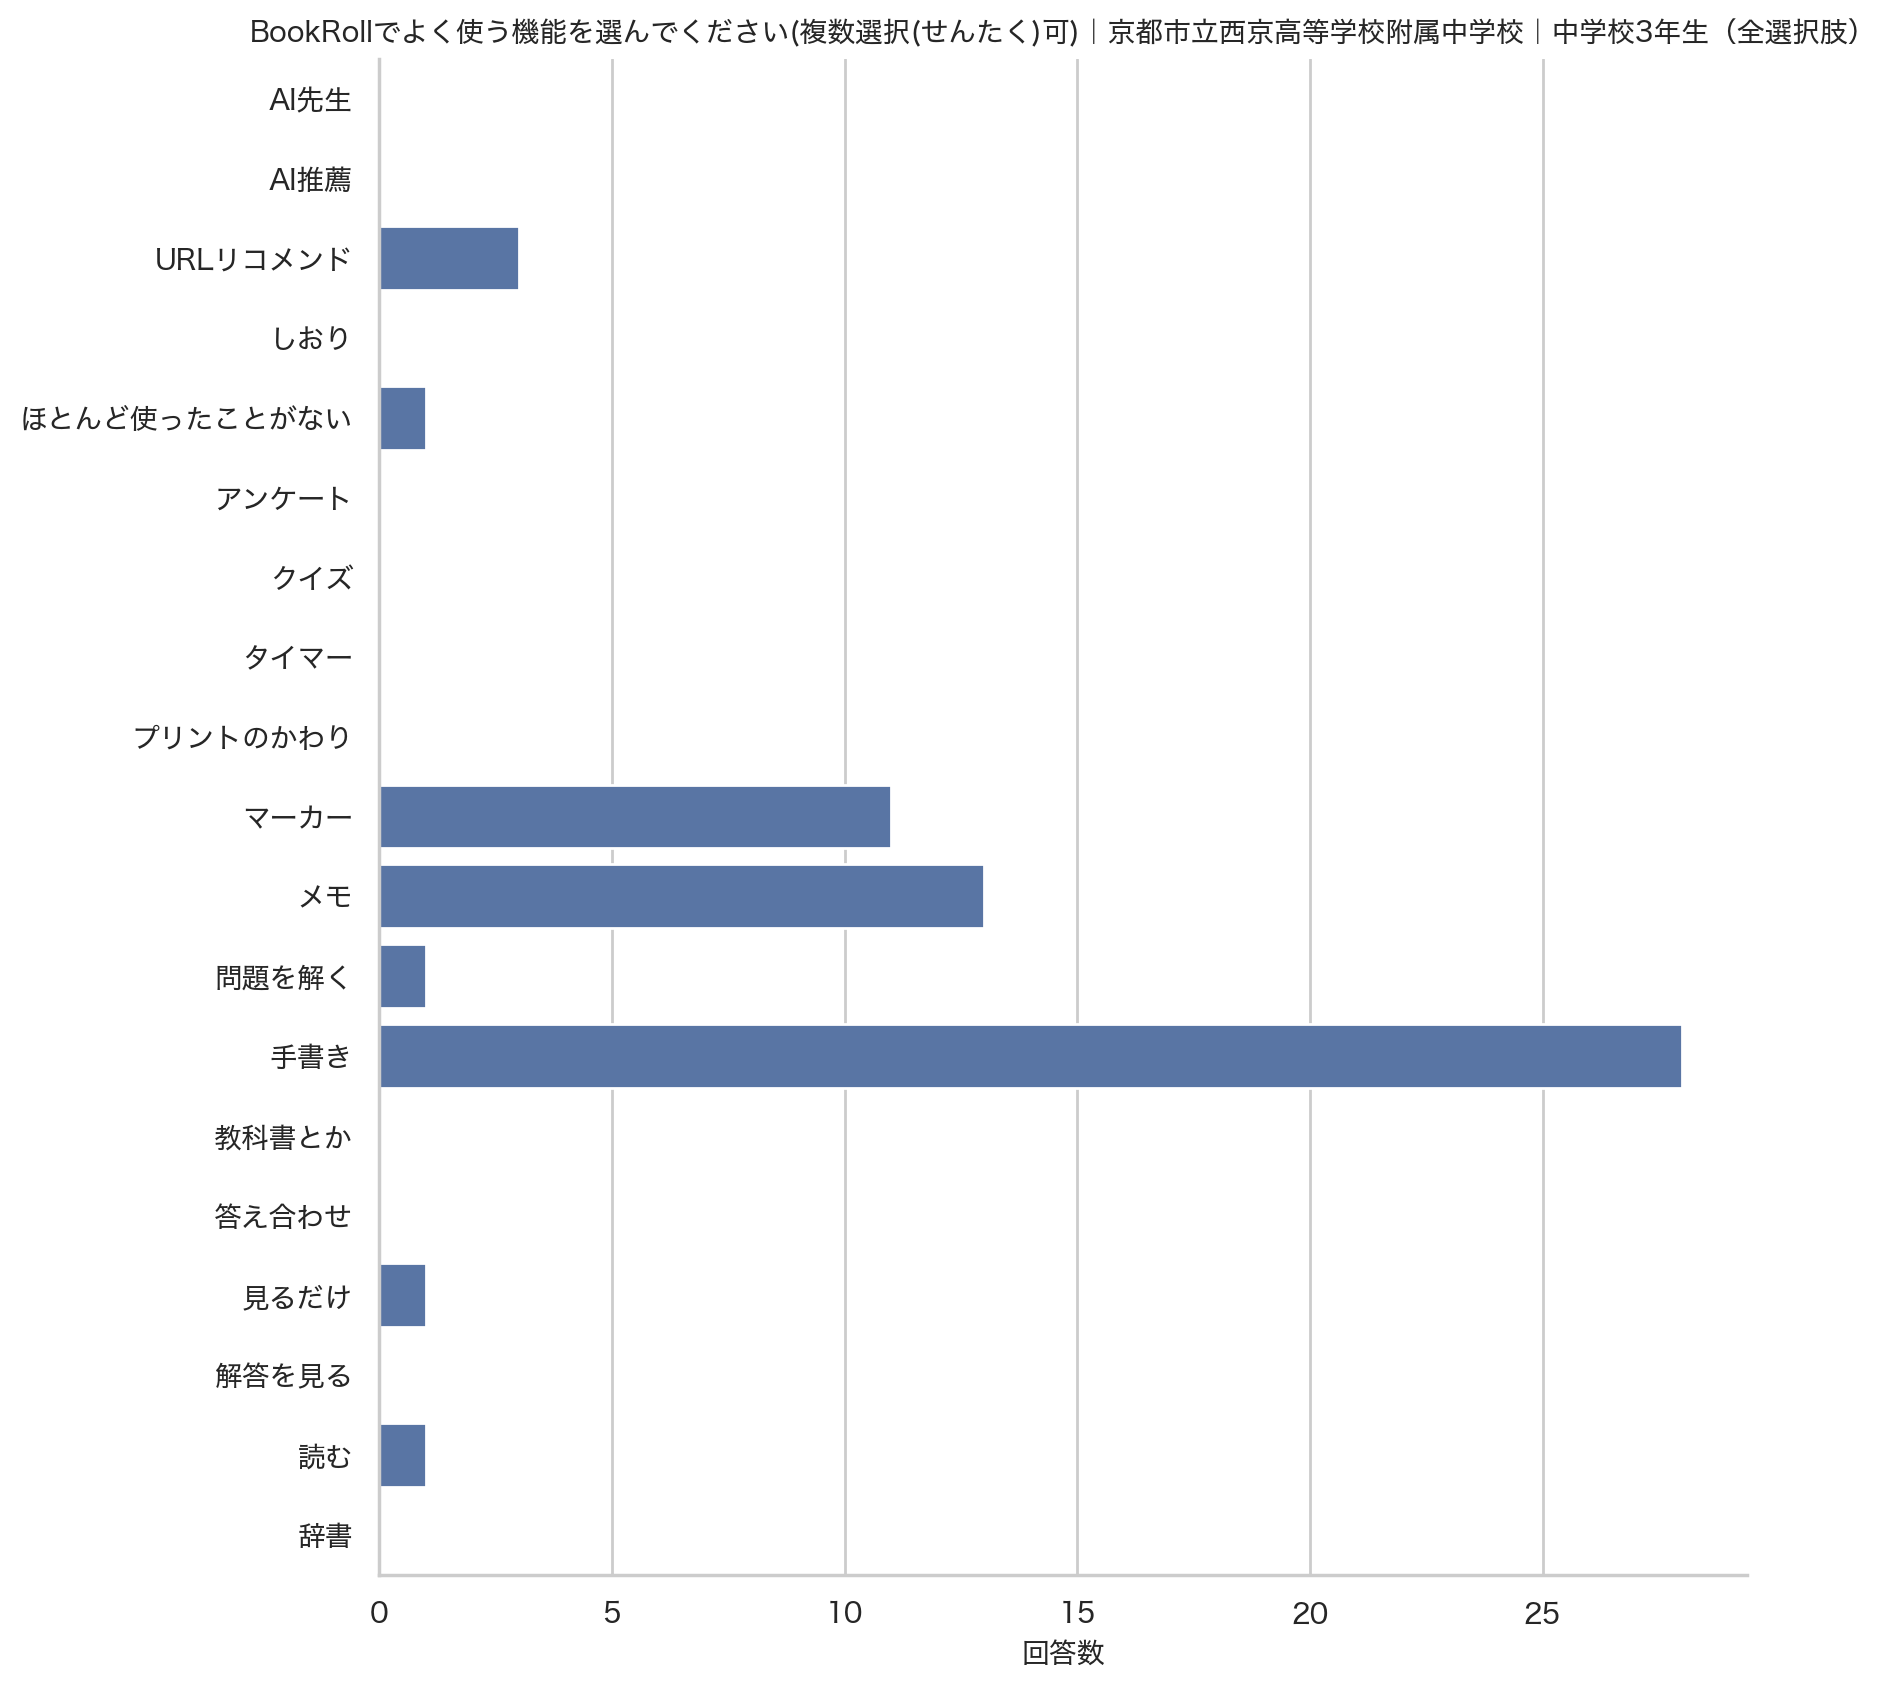 BookRollでよく使う機能を選んでください(複数選択(せんたく)可)｜京都市立西京高等学校附属中学校｜中学校3年生（全選択肢）
AI先生
AI推薦
URLリコメンド
しおり
ほとんど使ったことがない
アンケート
クイズ
タイマー
プリントのかわり
マーカー
メモ
問題を解く
手書き
教科書とか
答え合わせ
見るだけ
解答を見る
読む
辞書
0 5 10 15 20 25
回答数